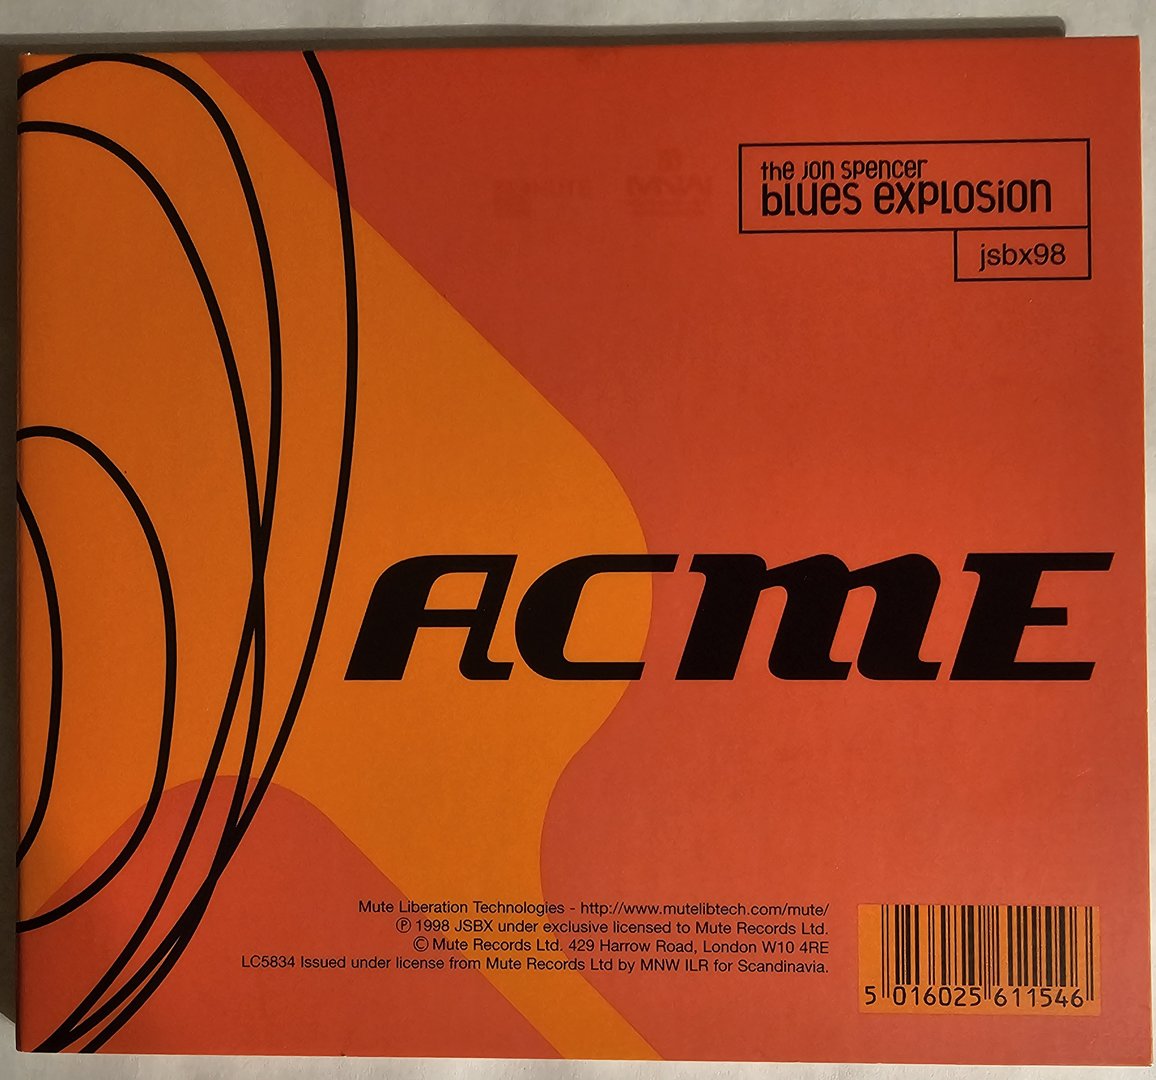 the jon spencer
blues explosion
jsbx98
ACME
Mute Liberation Technologies - http://www.mutelibtech.com/mute/
℗ 1998 JSBX under exclusive licensed to Mute Records Ltd.
© Mute Records Ltd. 429 Harrow Road, London W10 4RE
LC5834 Issued under license from Mute Records Ltd by MNW ILR for Scandinavia.
5 016025 611546